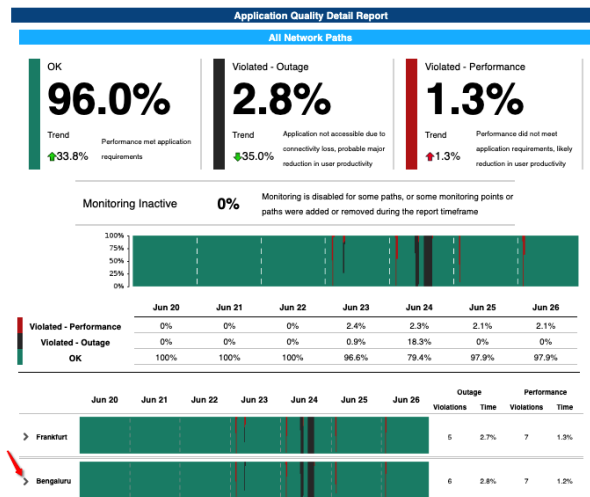 Application Quality Detail Report
All Network Paths
OK
96.0%
Trend
33.8%
Performance met application
requirements
Violated - Outage
2.8%
Trend
35.0%
Application not accessible due to
connectivity loss, probable major
reduction in user productivity
Violated - Performance
1.3%
Trend
1.3%
Performance did not meet
application requirements, likely
reduction in user productivity
Monitoring Inactive 0% Monitoring is disabled for some paths, or some monitoring points or
paths were added or removed during the report timeframe
100%
75%
50%
25%
0%
Jun 20 Jun 21 Jun 22 Jun 23 Jun 24 Jun 25 Jun 26
Violated - Performance 0% 0% 0% 2.4% 2.3% 2.1% 2.1%
Violated - Outage 0% 0% 0% 0.9% 18.3% 0% 0%
OK 100% 100% 100% 96.6% 79.4% 97.9% 97.9%
Outage Performance
Jun 20 Jun 21 Jun 22 Jun 23 Jun 24 Jun 25 Jun 26
Violations Time Violations Time
Frankfurt 5 2.7% 7 1.3%
Bengaluru 6 2.8% 7 1.2%